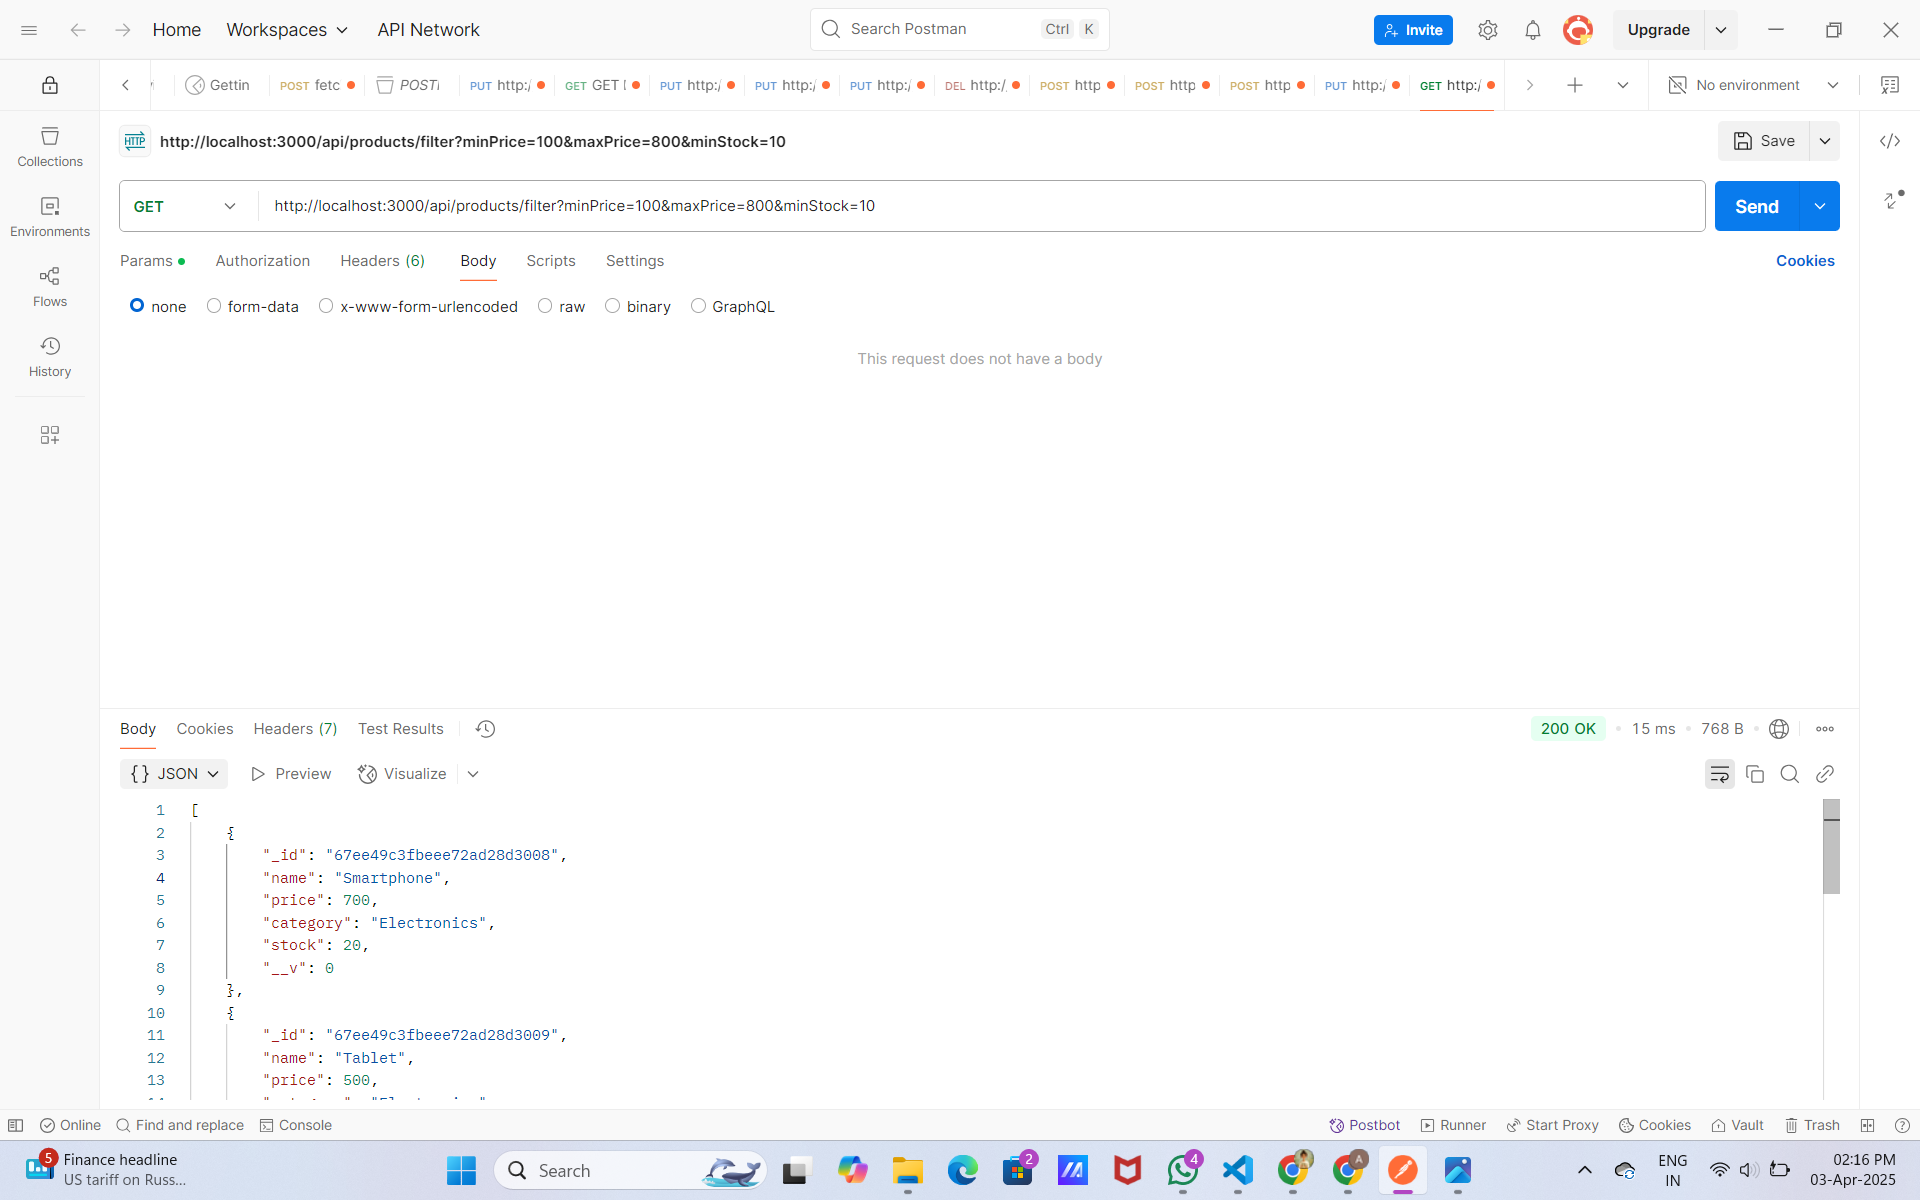 Home
Workspaces
API Network
Search Postman
Ctrl
K
Invite
Upgrade
Gettin
POST fetc
POST
PUT http:/
GET GET
PUT http:/
PUT http:/
PUT http:/
DEL http:/
POST http
POST http
POST http
PUT http:/
GET http:/
No environment
Collections
Environments
Flows
History
HTTP
http://localhost:3000/api/products/filter?minPrice=100&maxPrice=800&minStock=10
Save
GET
http://localhost:3000/api/products/filter?minPrice=100&maxPrice=800&minStock=10
Send
Params
Authorization
Headers (6)
Body
Scripts
Settings
Cookies
none
form-data
x-www-form-urlencoded
raw
binary
GraphQL
This request does not have a body
Body
Cookies
Headers (7)
Test Results
200 OK
15 ms
768 B
{} JSON
Preview
Visualize
1 [
2 {
3 "_id": "67ee49c3fbeee72ad28d3008",
4 "name": "Smartphone",
5 "price": 700,
6 "category": "Electronics",
7 "stock": 20,
8 "__v": 0
9 },
10 {
11 "_id": "67ee49c3fbeee72ad28d3009",
12 "name": "Tablet",
13 "price": 500,
Online
Find and replace
Console
Postbot
Runner
Start Proxy
Cookies
Vault
Trash
5
Finance headline
US tariff on Russ...
Search
2
4
A
ENG
IN
02:16 PM
03-Apr-2025